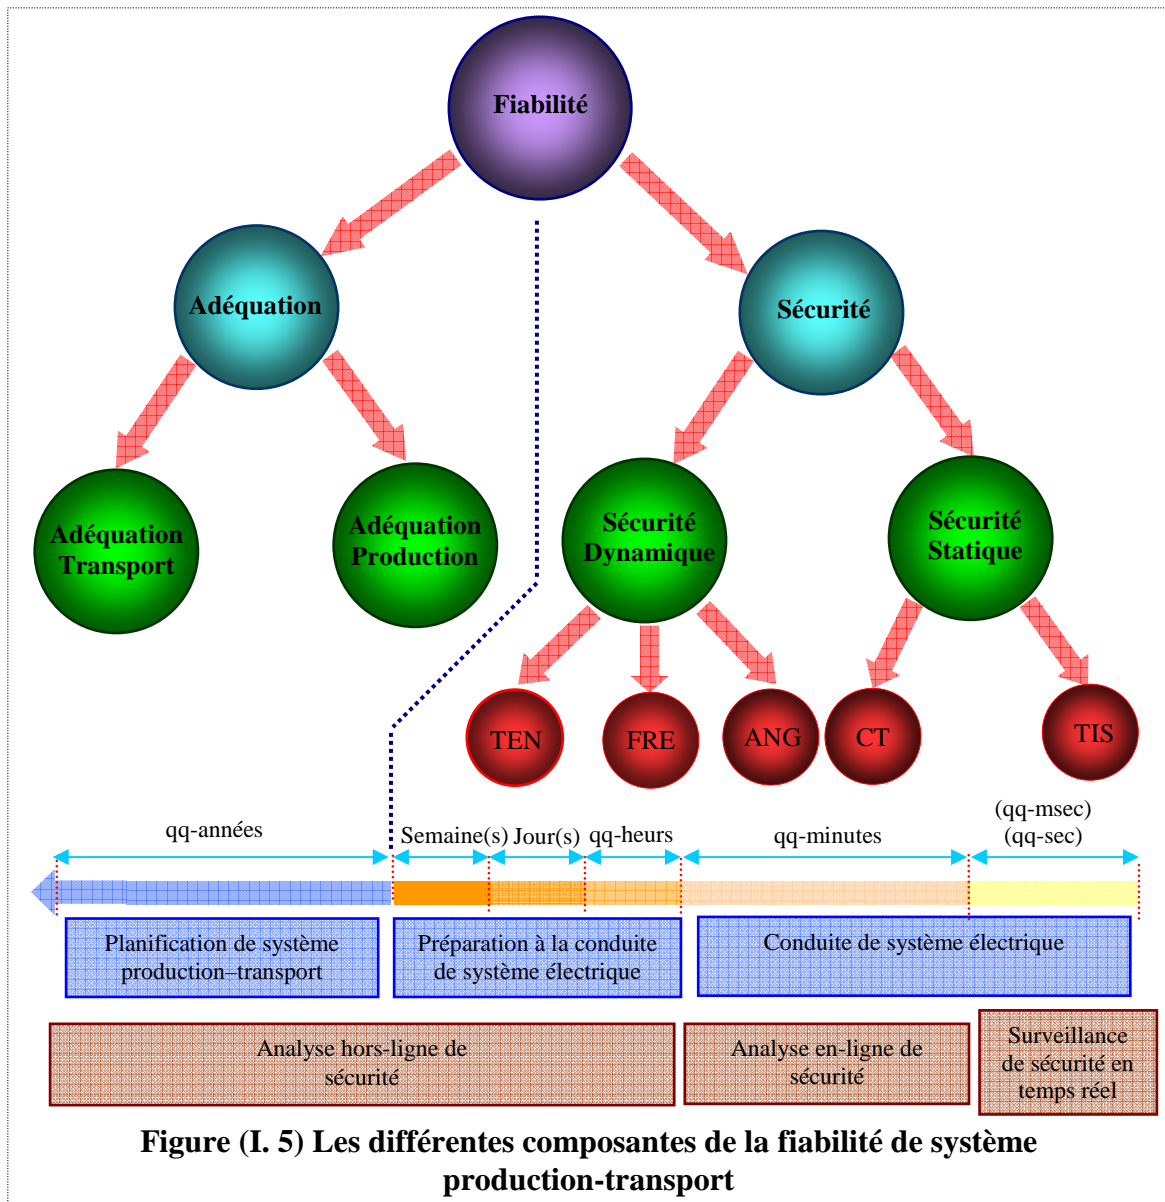 Fiabilité
Adéquation
Sécurité
Adéquation
Transport
Adéquation
Production
Sécurité
Dynamique
Sécurité
Statique
TEN
FRE
ANG
CT
TIS
qq-années
Semaine(s)
Jour(s)
qq-heurs
qq-minutes
(qq-msec)
(qq-sec)
Planification de système
production–transport
Préparation à la conduite
de système électrique
Conduite de système électrique
Analyse hors-ligne de
sécurité
Analyse en-ligne de
sécurité
Surveillance
de sécurité en
temps réel
Figure (I. 5) Les différentes composantes de la fiabilité de système
production-transport